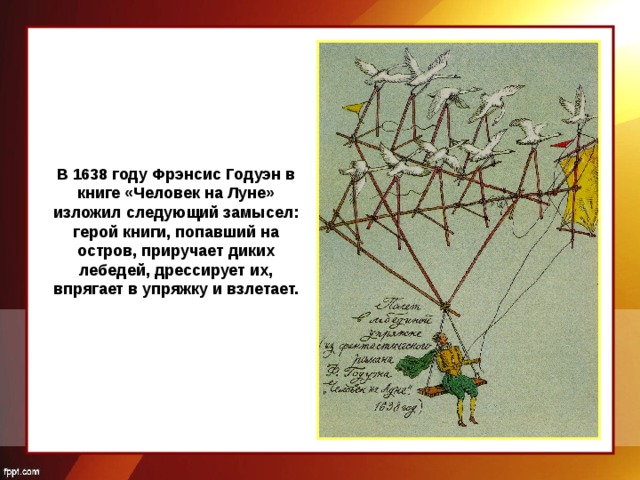 В 1638 году Фрэнсис Годуэн в
книге «Человек на Луне»
изложил следующий замысел:
герой книги, попавший на
остров, приручает диких
лебедей, дрессирует их,
впрягает в упряжку и взлетает.
Полет
в лебединой
упряжке
(из фантастического
романа
Ф. Годуэна
„Человек на Луне".
1638 год)
fppt.com